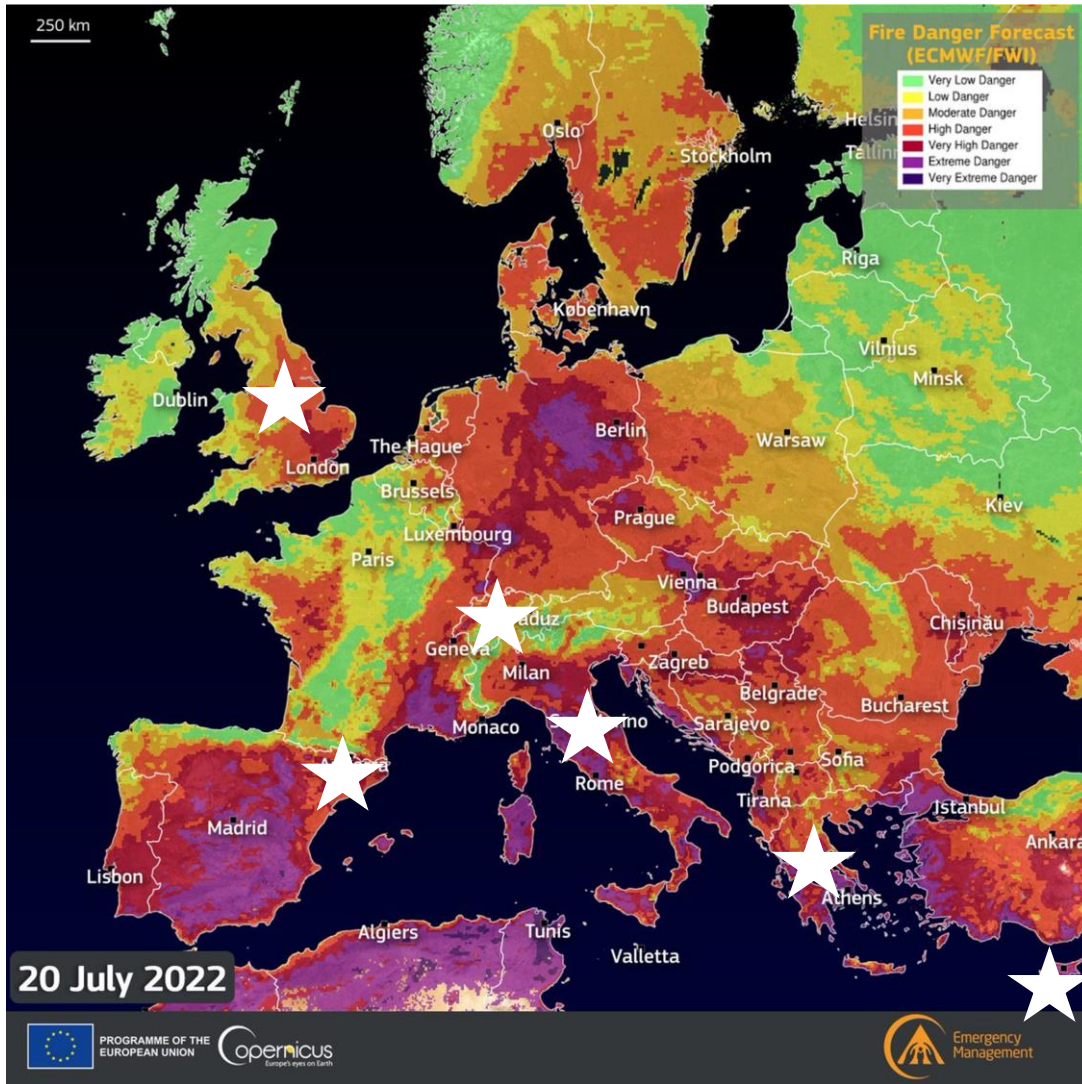 250 km
Fire Danger Forecast
(ECMWF/FWI)
Very Low Danger
Low Danger
Moderate Danger
High Danger
Very High Danger
Extreme Danger
Very Extreme Danger
Oslo
Stockholm
Riga
København
Vilnius
Minsk
Dublin
The Hague
Berlin
Warsaw
London
Brussels
Kiev
Prague
Luxembourg
Paris
Vienna
Budapest
Chișinău
Geneva
Zagreb
Milan
Belgrade
Bucharest
Monaco
Sarajevo
Sofia
Podgorica
Rome
Tirana
Istanbul
Madrid
Ankara
Lisbon
Athens
Algiers
Tunis
Valletta
20 July 2022
PROGRAMME OF THE
EUROPEAN UNION
opernicus
Europe's eyes on Earth
Emergency
Management